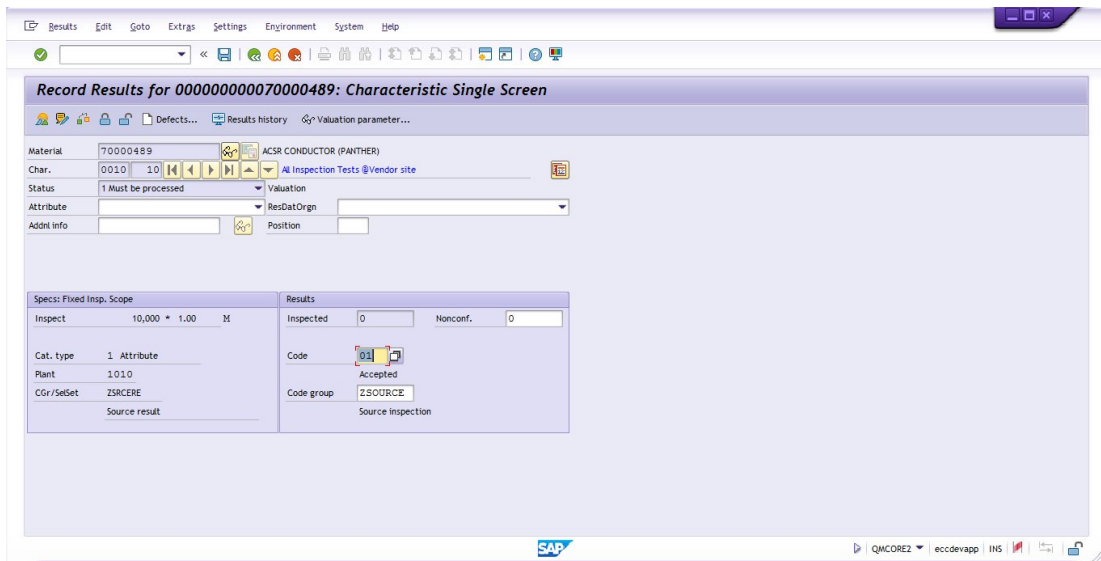 Results Edit Goto Extras Settings Environment System Help
Record Results for 000000000070000489: Characteristic Single Screen
Defects... Results history Valuation parameter...
Material 70000489 ACSR CONDUCTOR (PANTHER)
Char. 0010 10 All Inspection Tests @Vendor site
Status 1 Must be processed Valuation
Attribute ResDatOrgn
Addnl info Position
Specs: Fixed Insp. Scope Results
Inspect 10,000 * 1.00 M Inspected 0 Nonconf. 0
Cat. type 1 Attribute Code 01
Plant 1010 Accepted
CGr/SelSet ZSRCERE Code group ZSOURCE
Source result Source inspection
SAP QMCORE2 eccdevapp INS